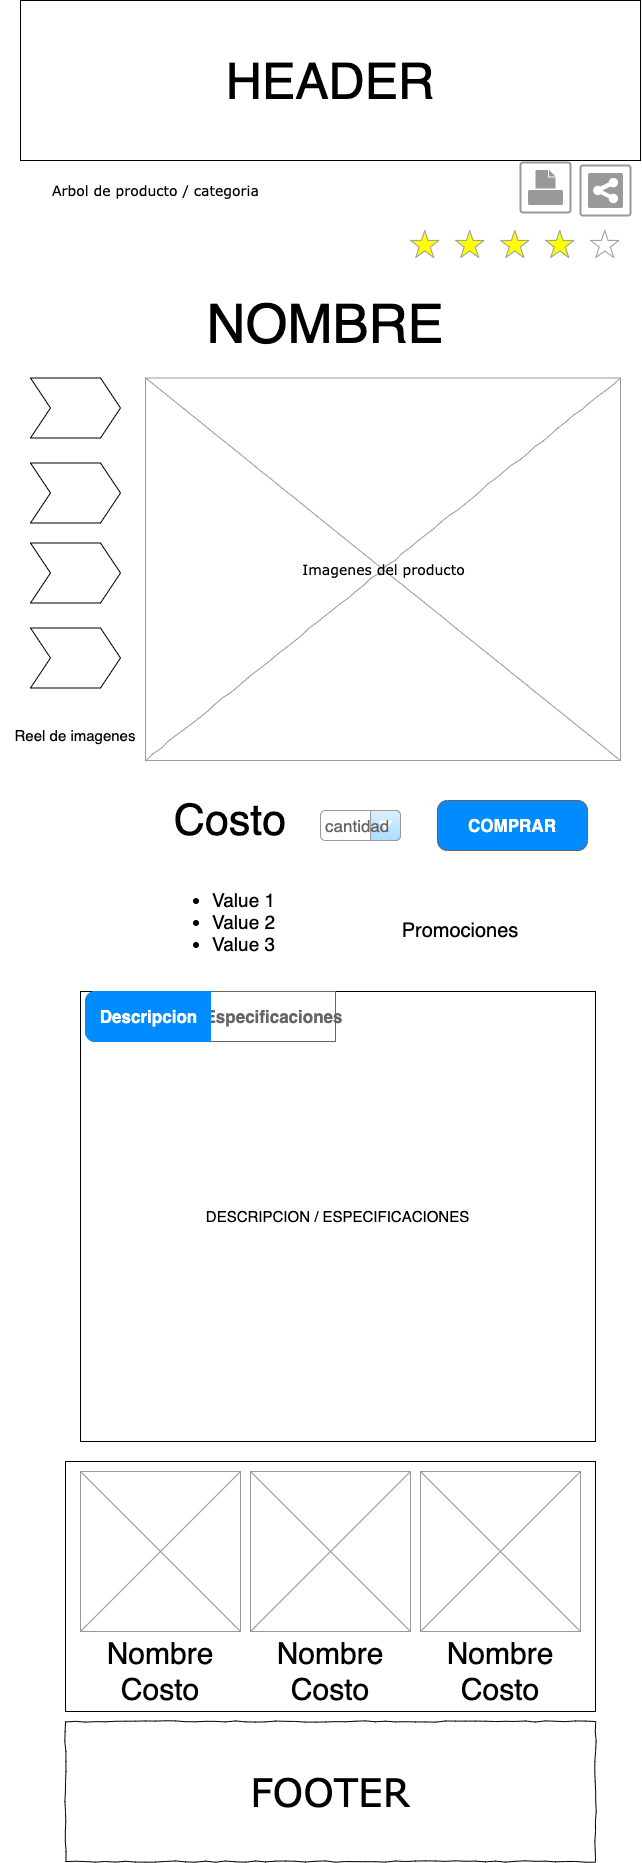 HEADER
Arbol de producto / categoria
NOMBRE
Imagenes del producto
Reel de imagenes
Costo
cantidad
COMPRAR
Value 1
Value 2
Value 3
Promociones
Descripcion
Especificaciones
DESCRIPCION / ESPECIFICACIONES
Nombre
Costo
Nombre
Costo
Nombre
Costo
FOOTER